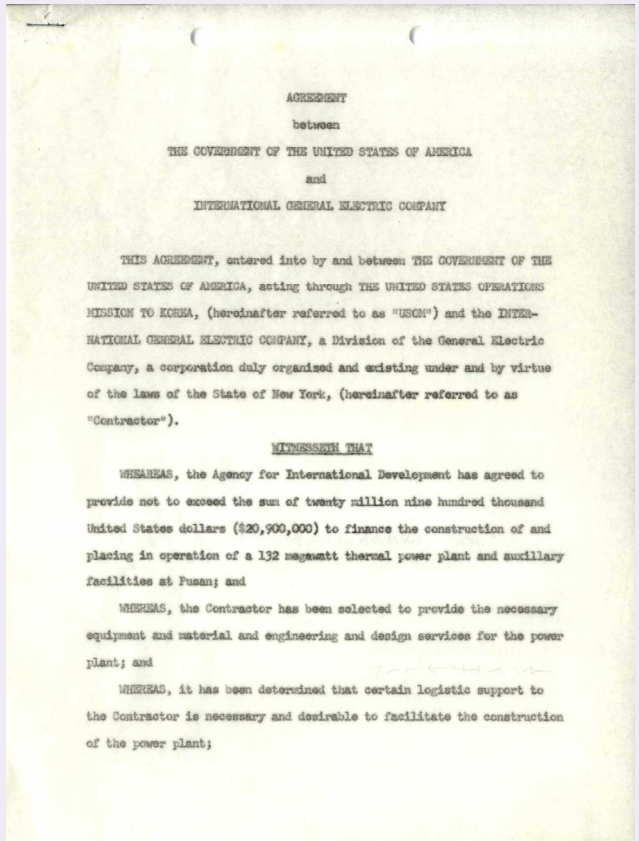 AGREEMENT
between
THE GOVERNMENT OF THE UNITED STATES OF AMERICA
and
INTERNATIONAL GENERAL ELECTRIC COMPANY
THIS AGREEMENT, entered into by and between THE GOVERNMENT OF THE
UNITED STATES OF AMERICA, acting through THE UNITED STATES OPERATIONS
MISSION TO KOREA, (hereinafter referred to as "USOM") and the INTER-
NATIONAL GENERAL ELECTRIC COMPANY, a Division of the General Electric
Company, a corporation duly organized and existing under and by virtue
of the laws of the State of New York, (hereinafter referred to as
"Contractor").
WITNESSETH THAT
WHEAREAS, the Agency for International Development has agreed to
provide not to exceed the sum of twenty million nine hundred thousand
United States dollars ($20,900,000) to finance the construction of and
placing in operation of a 132 megawatt thermal power plant and auxillary
facilities at Pusan; and
WHEREAS, the Contractor has been selected to provide the necessary
equipment and material and engineering and design services for the power
plant; and
WHEREAS, it has been determined that certain logistic support to
the Contractor is necessary and desirable to facilitate the construction
of the power plant;